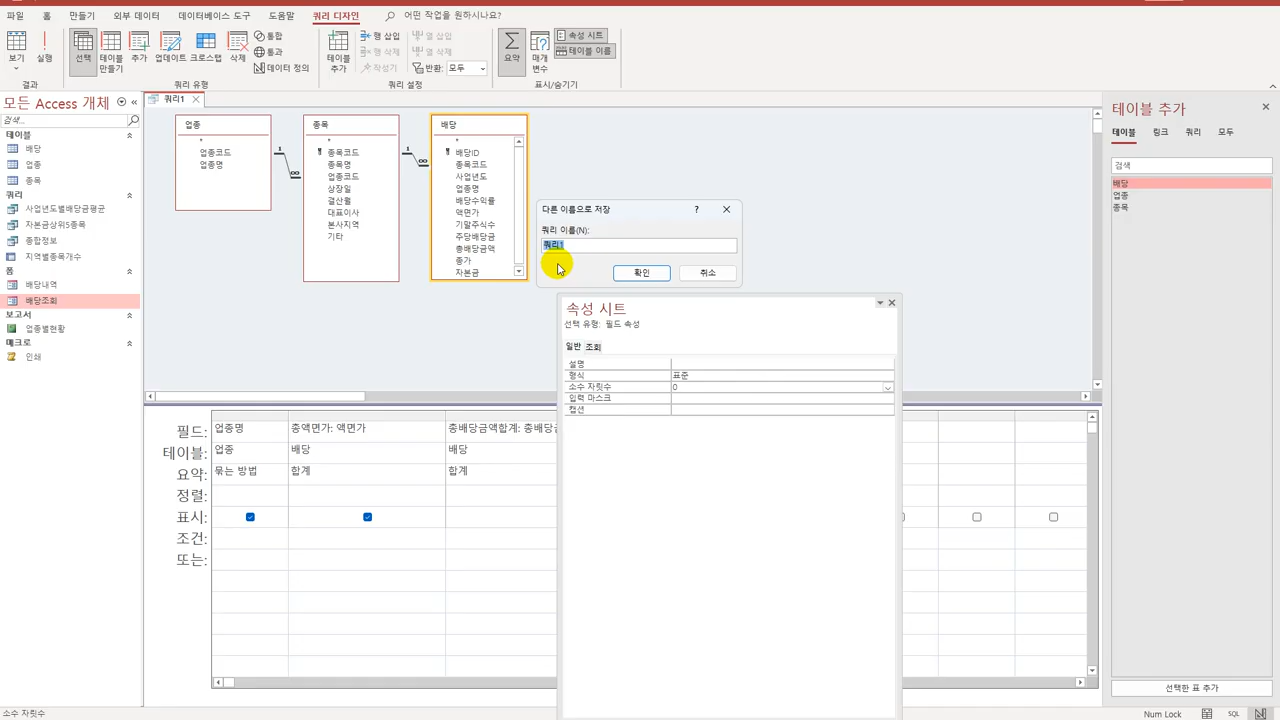 파일 홈 만들기 외부 데이터 데이터베이스 도구 도움말 쿼리 디자인 어떤 작업을 원하시나요?
보기 실행 선택 테이블 만들기 추가 업데이트 크로스탭 삭제
통합
통과
데이터 정의
테이블 추가
행 삽입
행 삭제
작성기
열 삽입
열 삭제
반환: 모두
요약 매개 변수
속성 시트
테이블 이름
결과 쿼리 유형 쿼리 설정 표시/숨기기
모든 Access 개체 «
검색...
테이블
배당
업종
종목
쿼리
사업년도별배당금평균
자본금상위5종목
종합정보
지역별종목개수
폼
배당내역
배당조회
보고서
업종별현황
매크로
인쇄
쿼리1
업종
*
업종코드
업종명
1 ∞
종목
*
종목코드
종목명
업종코드
상장일
결산월
대표이사
본사지역
기타
1 ∞
배당
*
배당ID
종목코드
사업년도
업종명
배당수익률
액면가
기말주식수
주당배당금
총배당금액
종가
자본금
다른 이름으로 저장 ?
쿼리 이름(N):
쿼리1
확인 취소
속성 시트
선택 유형: 필드 속성
일반 조회
설명
형식 표준
소수 자릿수 0
입력 마스크
캡션
필드: 업종명 총액면가: 액면가 총배당금액합계: 총배당금
테이블: 업종 배당 배당
요약: 묶는 방법 합계 합계
정렬:
표시:
조건:
또는:
테이블 추가
테이블 링크 쿼리 모두
검색
배당
업종
종목
선택한 표 추가
소수 자릿수
Num Lock SQL